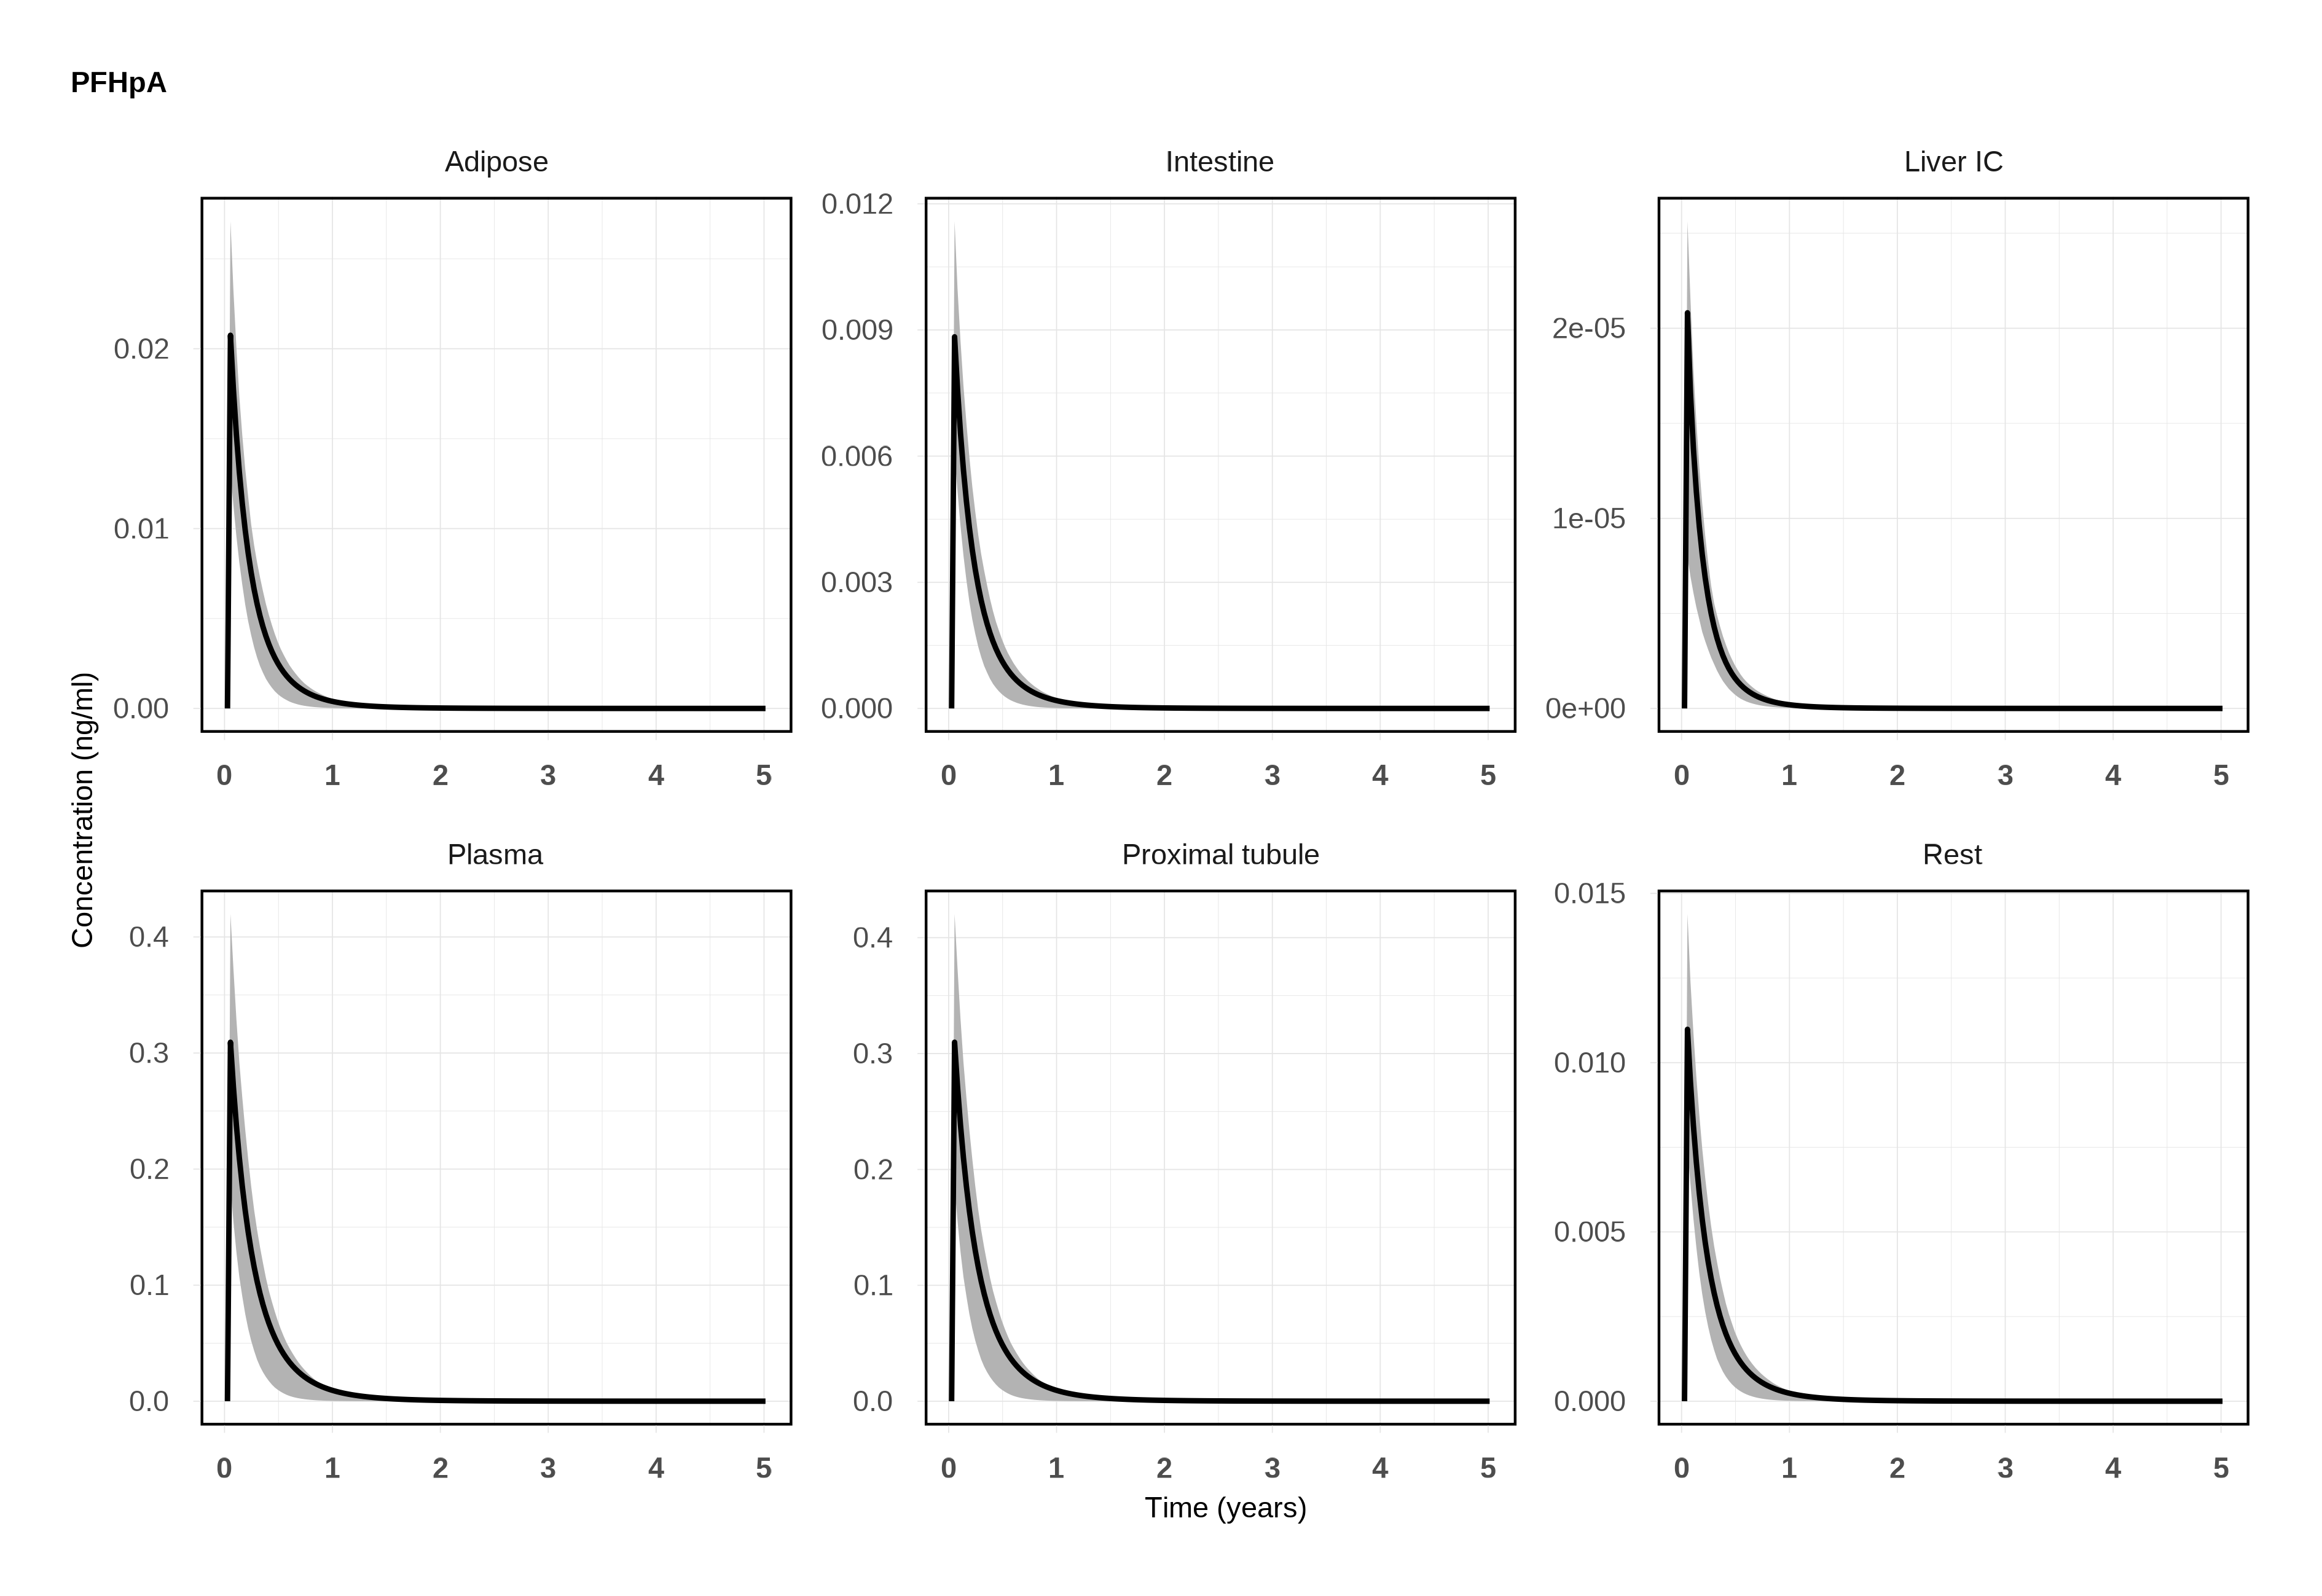 PFHpA
Adipose
Intestine
Liver IC
0.02
0.01
0.00
0.012
0.009
0.006
0.003
0.000
2e-05
1e-05
0e+00
0 1 2 3 4 5
0 1 2 3 4 5
0 1 2 3 4 5
Concentration (ng/ml)
Plasma
Proximal tubule
Rest
0.4
0.3
0.2
0.1
0.0
0.4
0.3
0.2
0.1
0.0
0.015
0.010
0.005
0.000
0 1 2 3 4 5
0 1 2 3 4 5
0 1 2 3 4 5
Time (years)